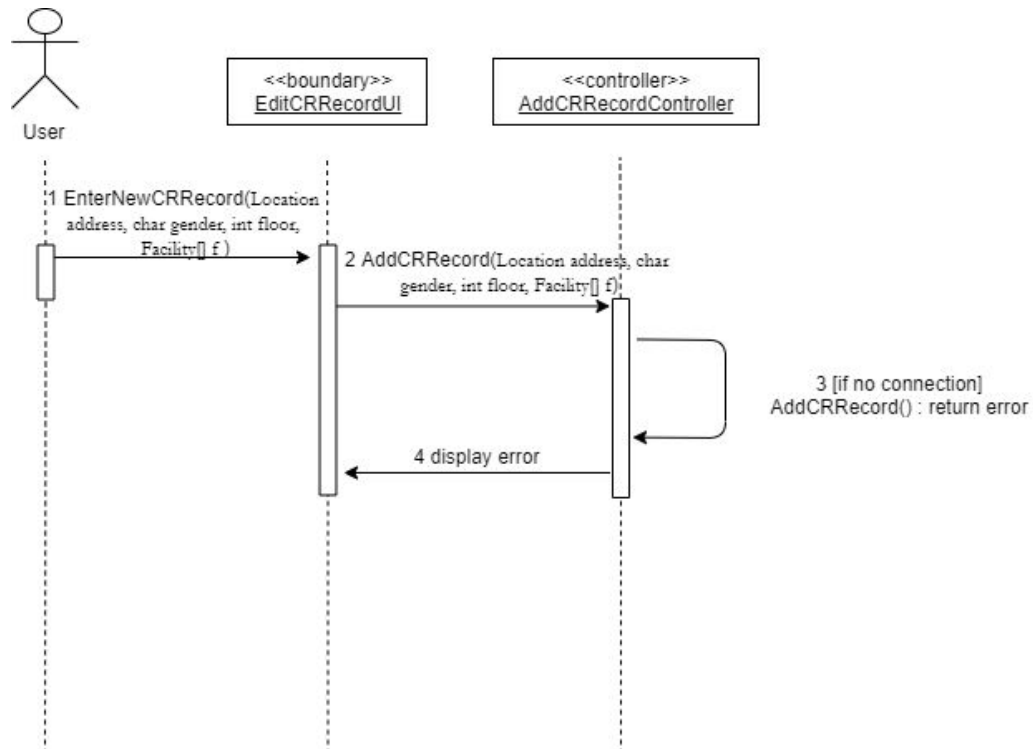 <<boundary>>
EditCRRecordUI
<<controller>>
AddCRRecordController
User
1 EnterNewCRRecord(Location
address, char gender, int floor,
Facility[] f )
2 AddCRRecord(Location address, char
gender, int floor, Facility[] f)
3 [if no connection]
AddCRRecord() : return error
4 display error